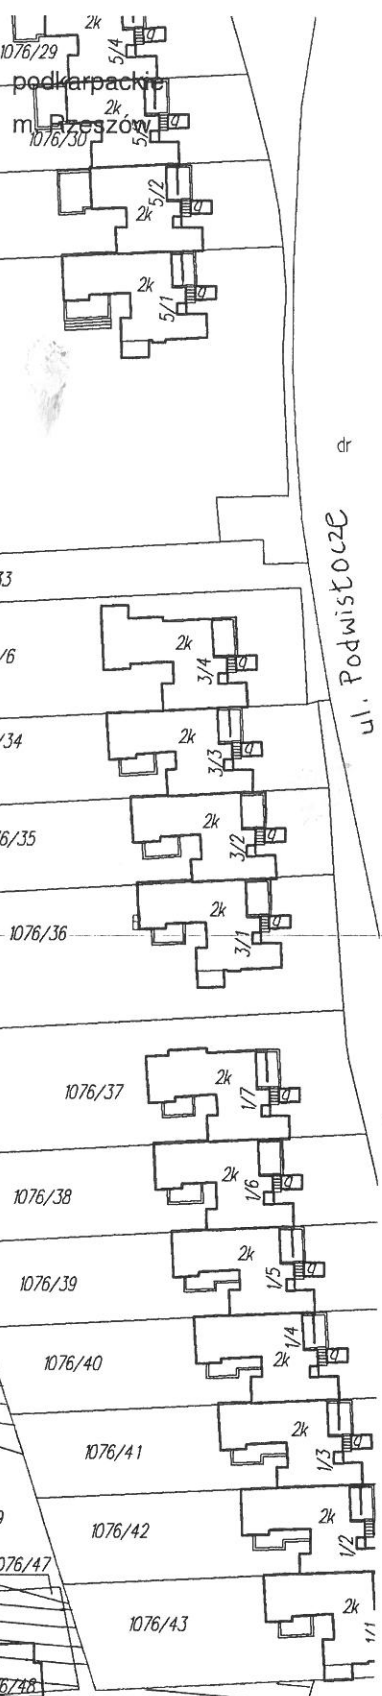 2k
1076/29
5/4
podkarpackie
2k
m. Rzeszów
1076/30
5/2
2k
2k
5/1
dr
33
ul. Podwisłocze
/6
2k
3/4
/34
2k
3/3
6/35
2k
3/2
1076/36
2k
3/1
1076/37
2k
1/7
1076/38
2k
1/6
1076/39
2k
1/5
1076/40
1/4
2k
1076/41
2k
1/3
1076/42
2k
1/2
076/47
1076/43
2k
1/1
6/48